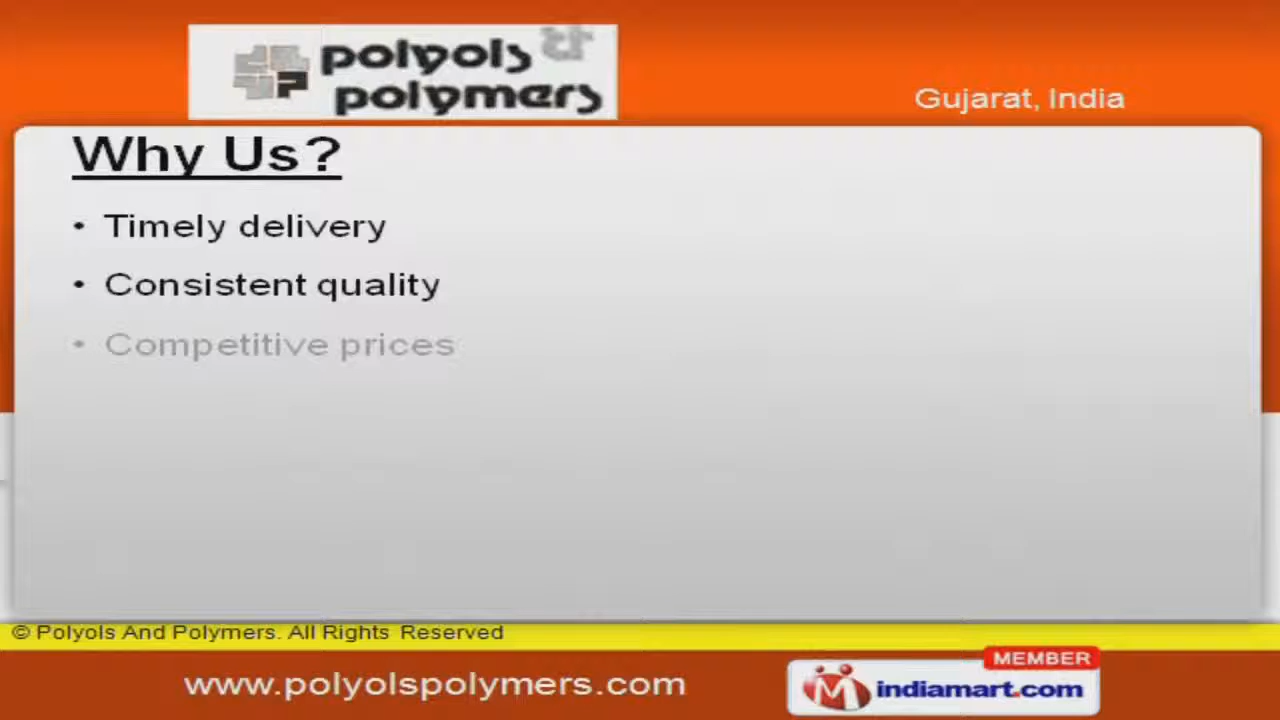 polyols &
polymers
Gujarat, India
Why Us?
• Timely delivery
• Consistent quality
• Competitive prices
© Polyols And Polymers. All Rights Reserved
www.polyolspolymers.com
MEMBER
indiamart.com